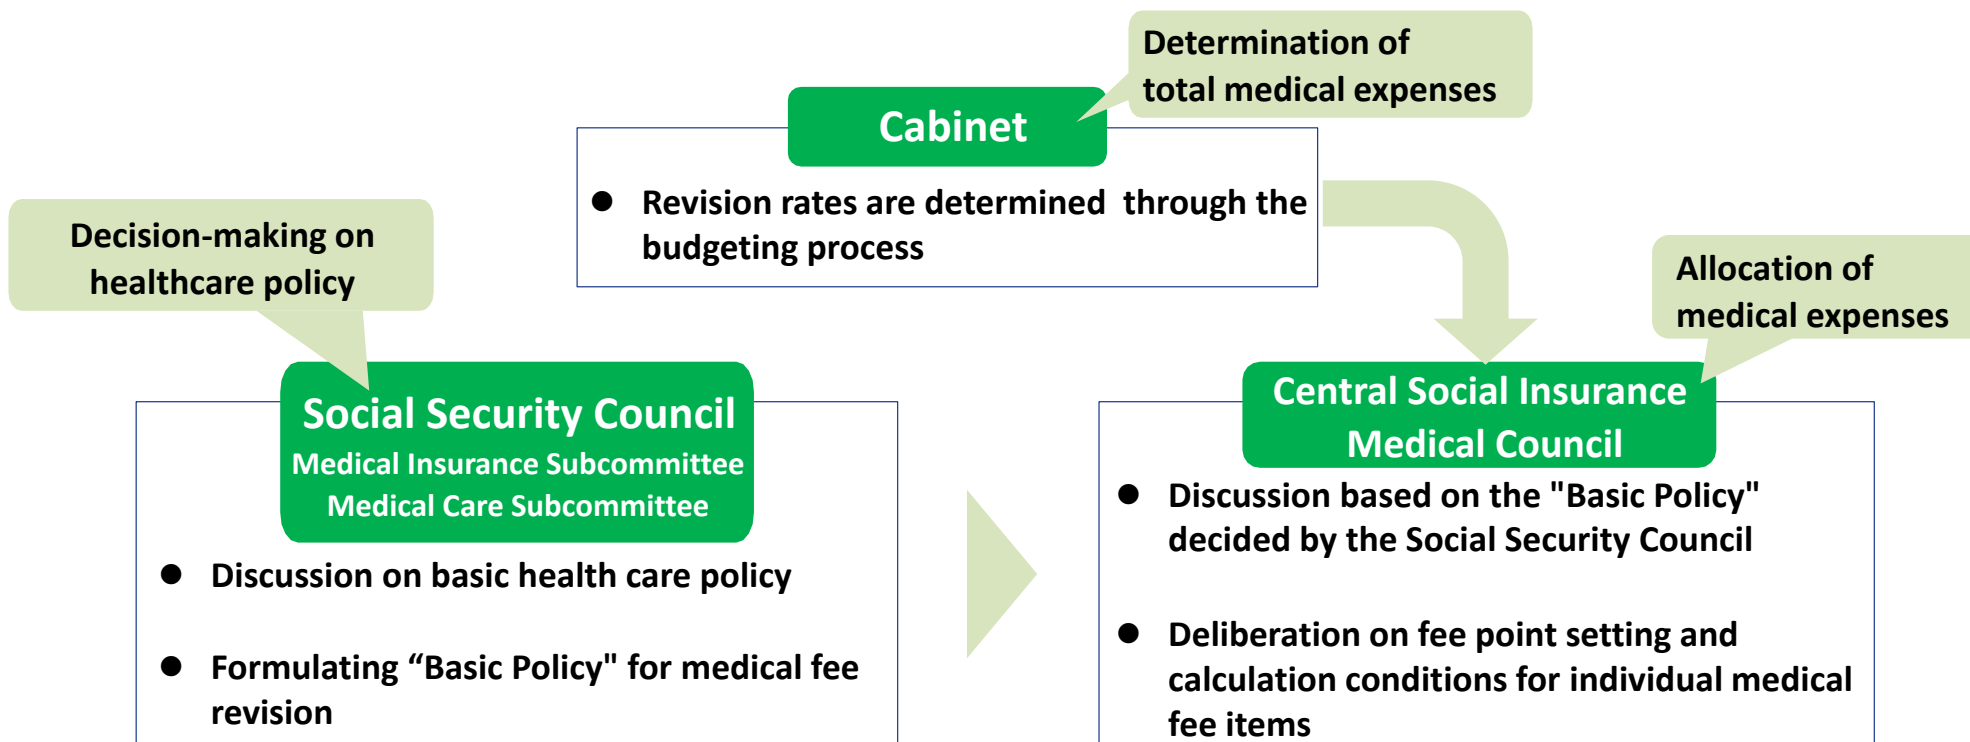 Determination of
total medical expenses
Cabinet
● Revision rates are determined through the
budgeting process
Decision-making on
healthcare policy
Allocation of
medical expenses
Social Security Council
Medical Insurance Subcommittee
Medical Care Subcommittee
● Discussion on basic health care policy
● Formulating “Basic Policy" for medical fee
revision
Central Social Insurance
Medical Council
● Discussion based on the "Basic Policy"
decided by the Social Security Council
● Deliberation on fee point setting and
calculation conditions for individual medical
fee items